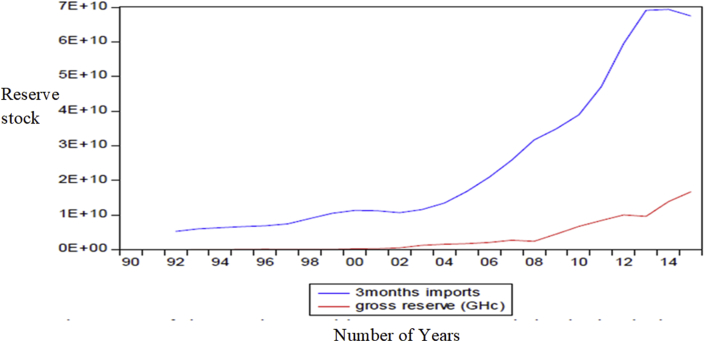 7E+10
6E+10
5E+10
4E+10
3E+10
2E+10
1E+10
0E+00
Reserve
stock
90 92 94 96 98 00 02 04 06 08 10 12 14
3months imports
gross reserve (GHc)
Number of Years